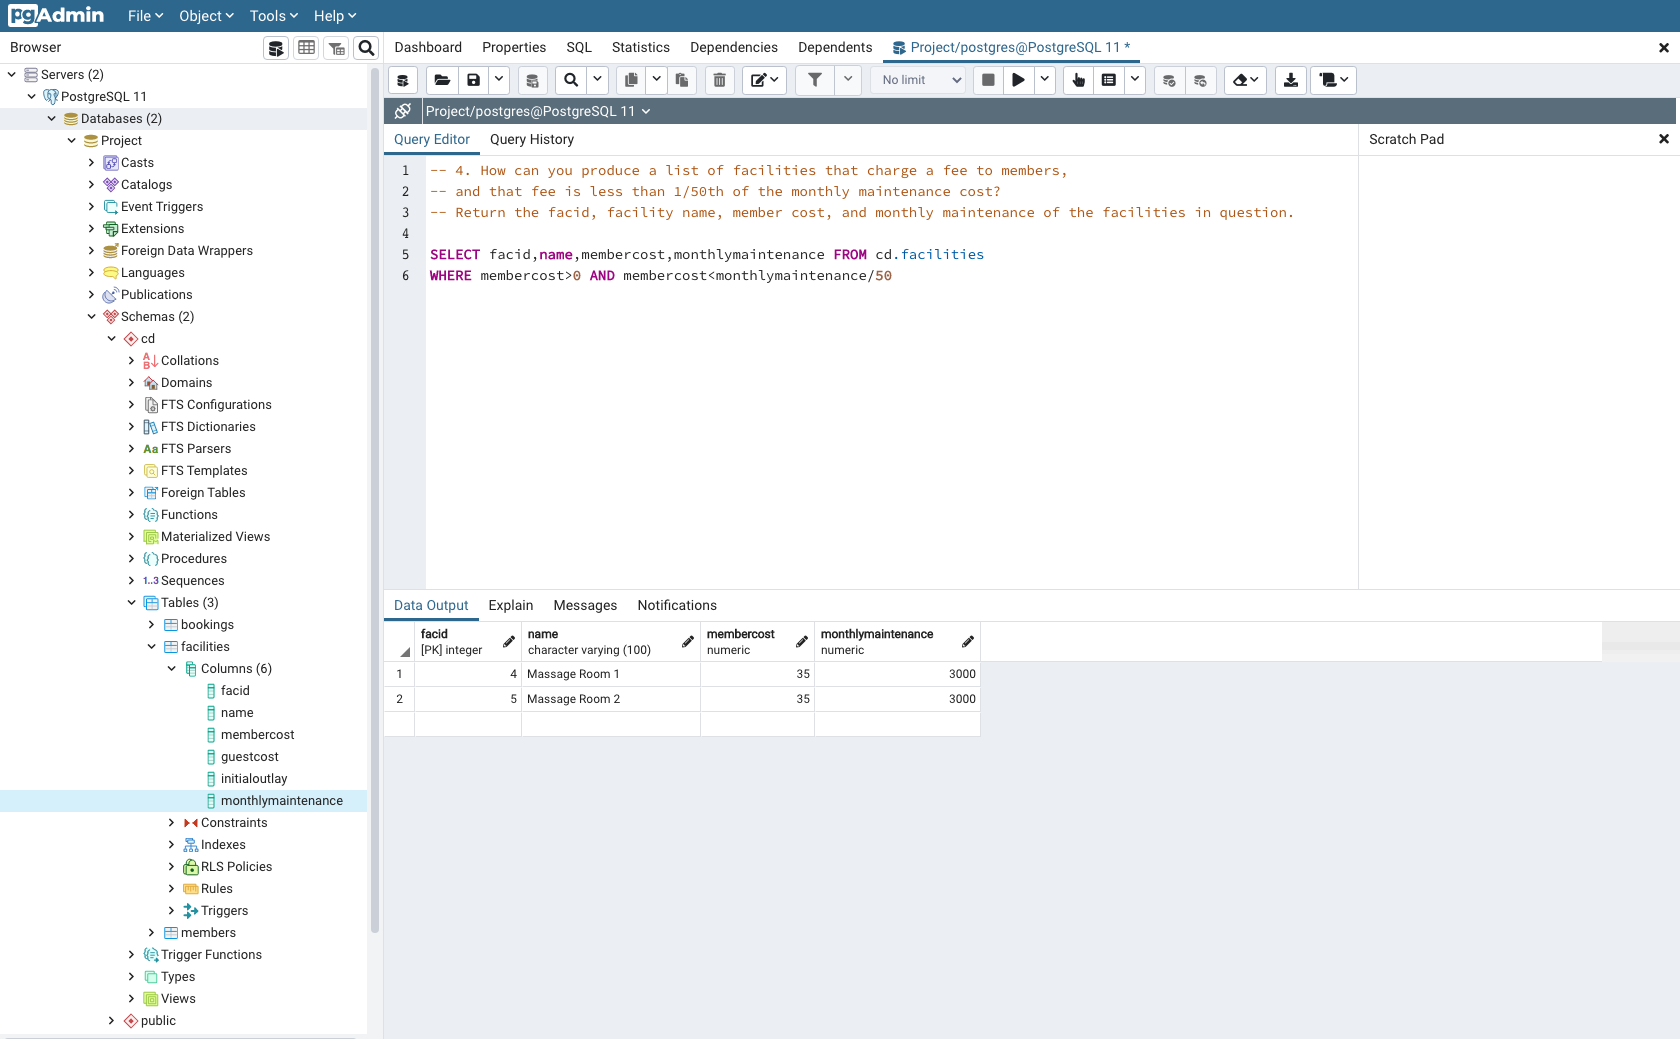 pgAdmin File Object Tools Help
Browser
Dashboard Properties SQL Statistics Dependencies Dependents Project/postgres@PostgreSQL 11 *
No limit
Servers (2)
PostgreSQL 11
Databases (2)
Project
Casts
Catalogs
Event Triggers
Extensions
Foreign Data Wrappers
Languages
Publications
Schemas (2)
cd
Collations
Domains
FTS Configurations
FTS Dictionaries
Aa FTS Parsers
FTS Templates
Foreign Tables
Functions
Materialized Views
Procedures
1..3 Sequences
Tables (3)
bookings
facilities
Columns (6)
facid
name
membercost
guestcost
initialoutlay
monthlymaintenance
Constraints
Indexes
RLS Policies
Rules
Triggers
members
Trigger Functions
Types
Views
public
Project/postgres@PostgreSQL 11
Query Editor Query History
Scratch Pad
1 -- 4. How can you produce a list of facilities that charge a fee to members,
2 -- and that fee is less than 1/50th of the monthly maintenance cost?
3 -- Return the facid, facility name, member cost, and monthly maintenance of the facilities in question.
4
5 SELECT facid,name,membercost,monthlymaintenance FROM cd.facilities
6 WHERE membercost>0 AND membercost<monthlymaintenance/50
Data Output Explain Messages Notifications
facid name membercost monthlymaintenance
[PK] integer character varying (100) numeric numeric
1 4 Massage Room 1 35 3000
2 5 Massage Room 2 35 3000